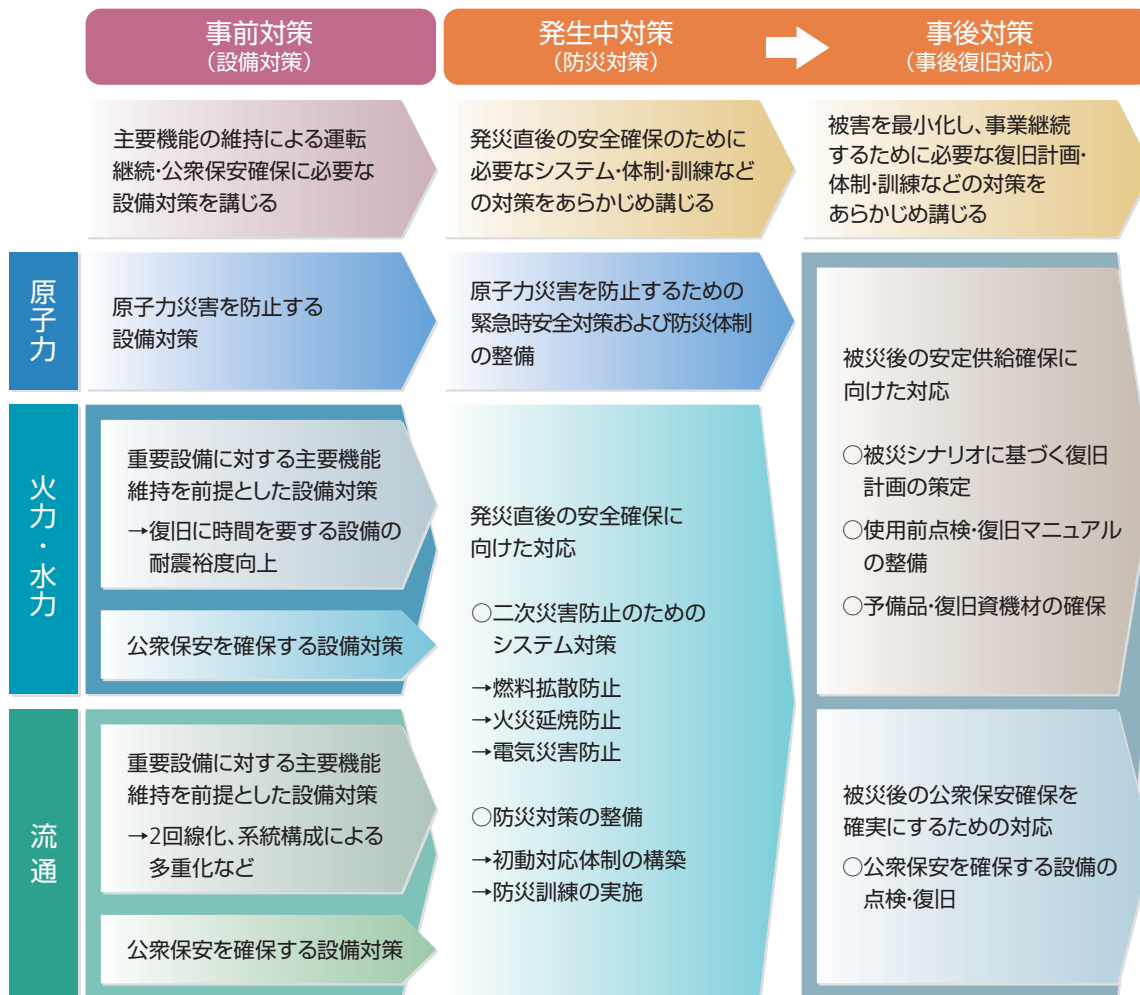 事前対策
(設備対策)
発生中対策
(防災対策)
事後対策
(事後復旧対応)
主要機能の維持による運転
継続・公衆保安確保に必要な
設備対策を講じる
発災直後の安全確保のために
必要なシステム・体制・訓練など
の対策をあらかじめ講じる
被害を最小化し、事業継続
するために必要な復旧計画・
体制・訓練などの対策を
あらかじめ講じる
原子力
原子力災害を防止する
設備対策
原子力災害を防止するための
緊急時安全対策および防災体制
の整備
火力・水力
重要設備に対する主要機能
維持を前提とした設備対策
→復旧に時間を要する設備の
耐震裕度向上
公衆保安を確保する設備対策
流通
重要設備に対する主要機能
維持を前提とした設備対策
→2回線化、系統構成による
多重化など
公衆保安を確保する設備対策
発災直後の安全確保に
向けた対応
○二次災害防止のための
システム対策
→燃料拡散防止
→火災延焼防止
→電気災害防止
○防災対策の整備
→初動対応体制の構築
→防災訓練の実施
被災後の安定供給確保に
向けた対応
○被災シナリオに基づく復旧
計画の策定
○使用前点検・復旧マニュアル
の整備
○予備品・復旧資機材の確保
被災後の公衆保安確保を
確実にするための対応
○公衆保安を確保する設備の
点検・復旧